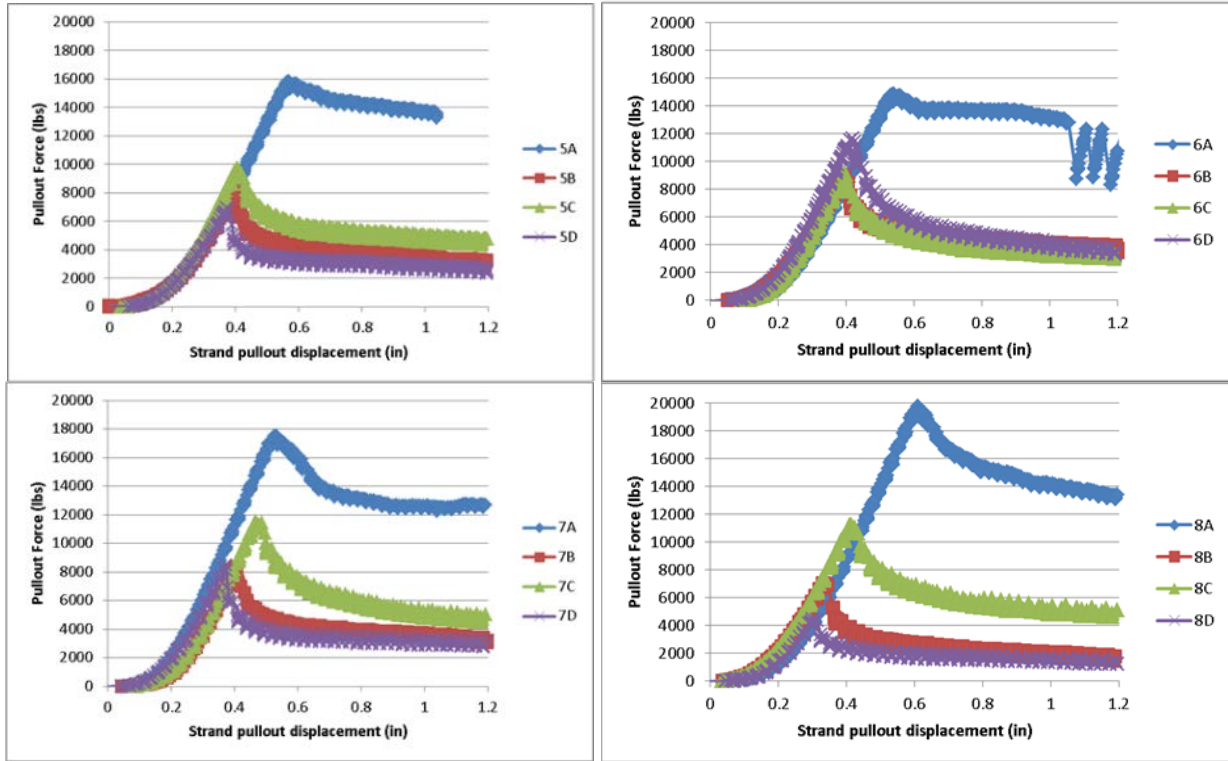 20000
18000
16000
14000
12000
10000
8000
6000
4000
2000
0
Pullout Force (lbs)
0 0.2 0.4 0.6 0.8 1 1.2
Strand pullout displacement (in)
5A
5B
5C
5D
20000
18000
16000
14000
12000
10000
8000
6000
4000
2000
0
Pullout Force (lbs)
0 0.2 0.4 0.6 0.8 1 1.2
Strand pullout displacement (in)
6A
6B
6C
6D
20000
18000
16000
14000
12000
10000
8000
6000
4000
2000
0
Pullout Force (lbs)
0 0.2 0.4 0.6 0.8 1 1.2
Strand pullout displacement (in)
7A
7B
7C
7D
20000
18000
16000
14000
12000
10000
8000
6000
4000
2000
0
Pullout Force (lbs)
0 0.2 0.4 0.6 0.8 1 1.2
Strand pullout displacement (in)
8A
8B
8C
8D